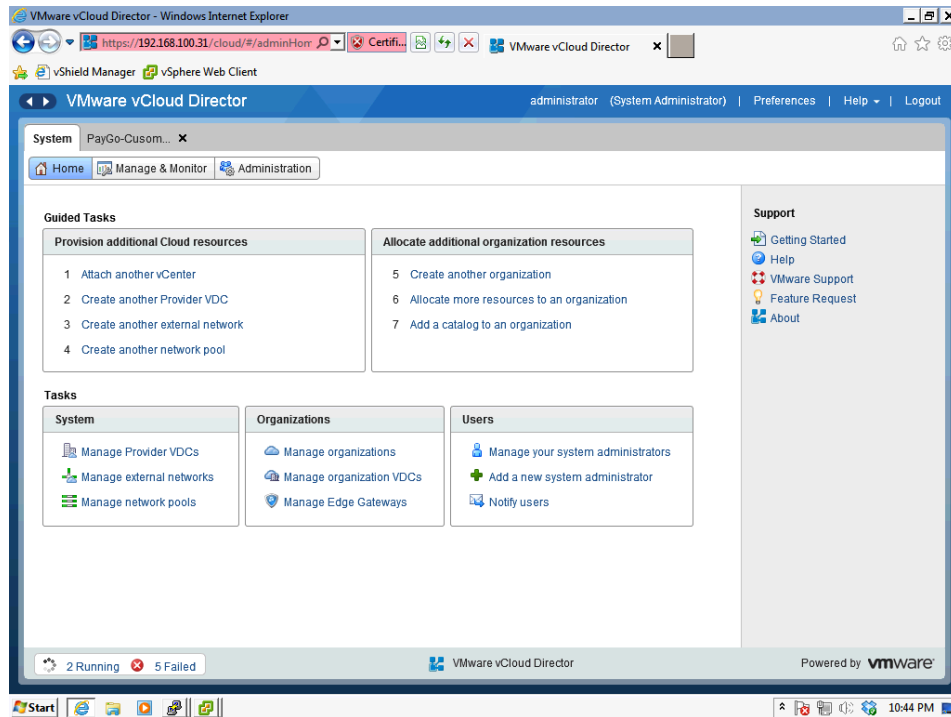 VMware vCloud Director - Windows Internet Explorer
https://192.168.100.31/cloud/#/adminHom Certifi... VMware vCloud Director
vShield Manager vSphere Web Client
VMware vCloud Director administrator (System Administrator) | Preferences | Help | Logout
System PayGo-Cusom...
Home Manage & Monitor Administration
Guided Tasks
Provision additional Cloud resources
1 Attach another vCenter
2 Create another Provider VDC
3 Create another external network
4 Create another network pool
Allocate additional organization resources
5 Create another organization
6 Allocate more resources to an organization
7 Add a catalog to an organization
Tasks
System
Manage Provider VDCs
Manage external networks
Manage network pools
Organizations
Manage organizations
Manage organization VDCs
Manage Edge Gateways
Users
Manage your system administrators
Add a new system administrator
Notify users
Support
Getting Started
Help
VMware Support
Feature Request
About
2 Running 5 Failed VMware vCloud Director Powered by vmware
Start 10:44 PM